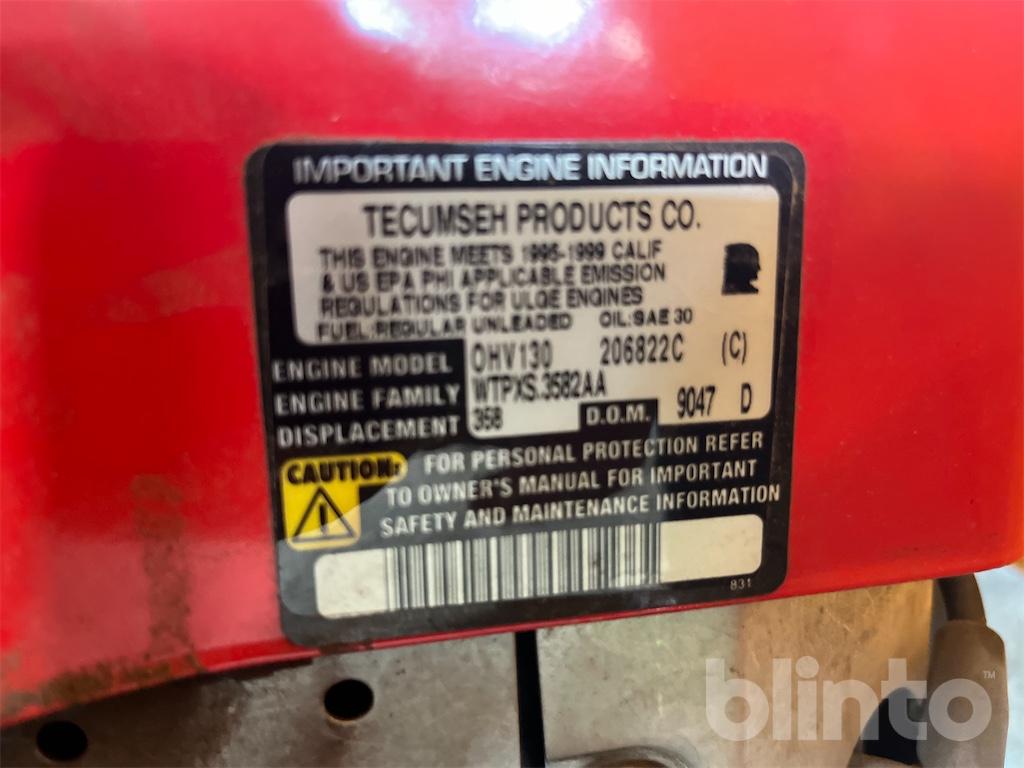 IMPORTANT ENGINE INFORMATION
TECUMSEH PRODUCTS CO.
THIS ENGINE MEETS 1995-1999 CALIF
& US EPA PHI APPLICABLE EMISSION
REGULATIONS FOR ULGE ENGINES
FUEL:REGULAR UNLEADED OIL:SAE 30
ENGINE MODEL OHV130 206822C (C)
ENGINE FAMILY WTPXS.3582AA
DISPLACEMENT 358 D.O.M. 9047 D
CAUTION: FOR PERSONAL PROTECTION REFER
TO OWNER'S MANUAL FOR IMPORTANT
SAFETY AND MAINTENANCE INFORMATION
831
blinto™